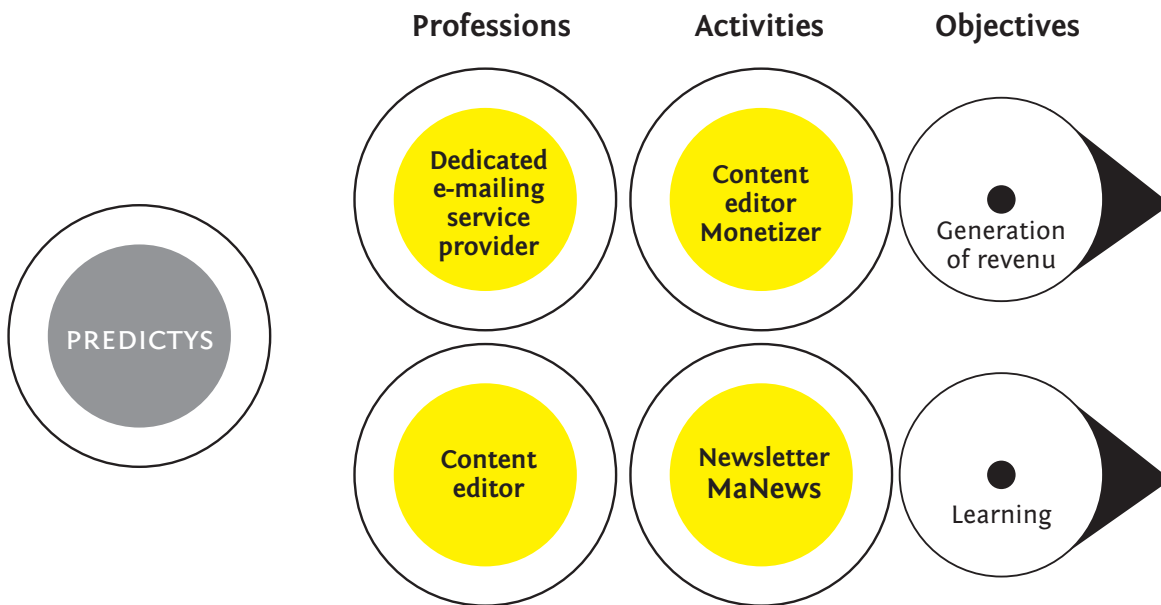 Professions
Activities
Objectives
Dedicated
e-mailing
service
provider
Content
editor
Monetizer
Generation
of revenu
PREDICTYS
Content
editor
Newsletter
MaNews
Learning